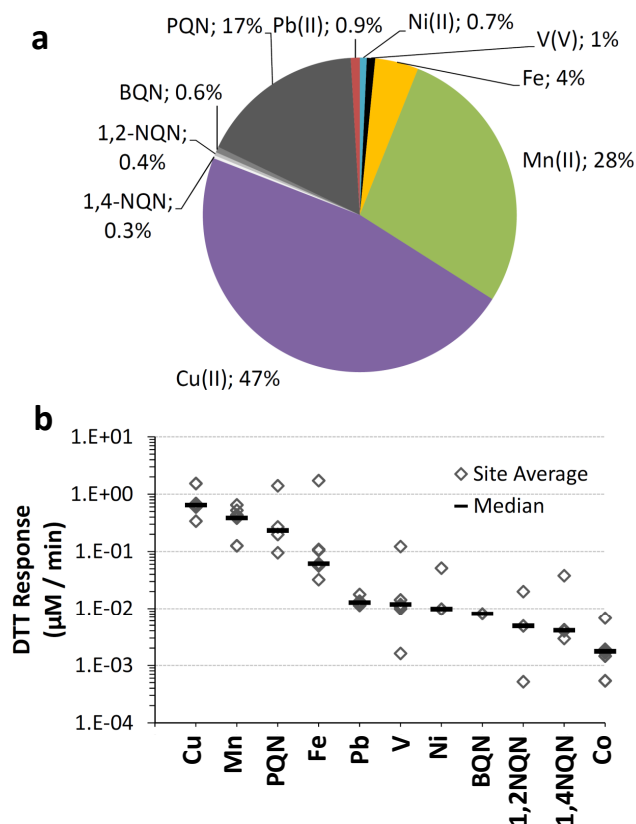 a
PQN; 17%
Pb(II); 0.9%
Ni(II); 0.7%
V(V); 1%
Fe; 4%
BQN; 0.6%
1,2-NQN;
0.4%
Mn(II); 28%
1,4-NQN;
0.3%
Cu(II); 47%
b
1.E+01
1.E+00
1.E-01
1.E-02
1.E-03
1.E-04
DTT Response
(µM / min)
Site Average
Median
Cu
Mn
PQN
Fe
Pb
V
Ni
BQN
1,2NQN
1,4NQN
Co